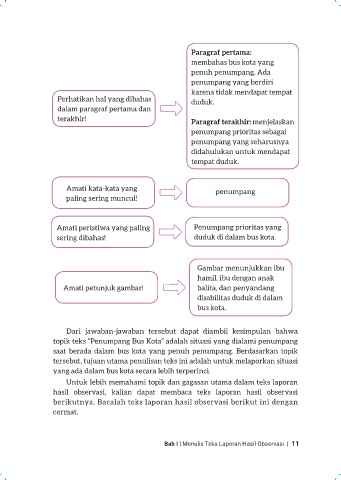 Paragraf pertama:
membahas bus kota yang
penuh penumpang. Ada
penumpang yang berdiri
karena tidak mendapat tempat
duduk.
Paragraf terakhir: menjelaskan
penumpang prioritas sebagai
penumpang yang seharusnya
didahulukan untuk mendapat
tempat duduk.
Perhatikan hal yang dibahas
dalam paragraf pertama dan
terakhir!
Amati kata-kata yang
paling sering muncul!
penumpang
Amati peristiwa yang paling
sering dibahas!
Penumpang prioritas yang
duduk di dalam bus kota.
Amati petunjuk gambar!
Gambar menunjukkan ibu
hamil, ibu dengan anak
balita, dan penyandang
disabilitas duduk di dalam
bus kota.
Dari jawaban-jawaban tersebut dapat diambil kesimpulan bahwa
topik teks "Penumpang Bus Kota" adalah situasi yang dialami penumpang
saat berada dalam bus kota yang penuh penumpang. Berdasarkan topik
tersebut, tujuan utama penulisan teks ini adalah untuk melaporkan situasi
yang ada dalam bus kota secara lebih terperinci.
Untuk lebih memahami topik dan gagasan utama dalam teks laporan
hasil observasi, kalian dapat membaca teks laporan hasil observasi
berikutnya. Bacalah teks laporan hasil observasi berikut ini dengan
cermat.
Bab I | Menulis Teks Laporan Hasil Observasi | 11